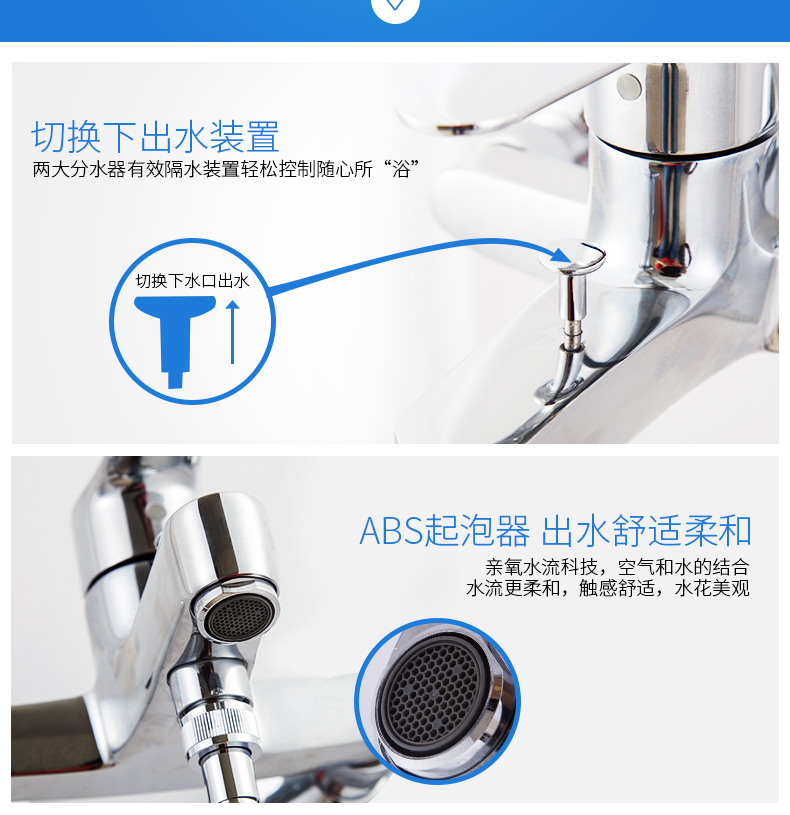 切换下出水装置
两大分水器有效隔水装置轻松控制随心所“浴”
切换下水口出水
ABS起泡器 出水舒适柔和
亲氧水流科技，空气和水的结合
水流更柔和，触感舒适，水花美观